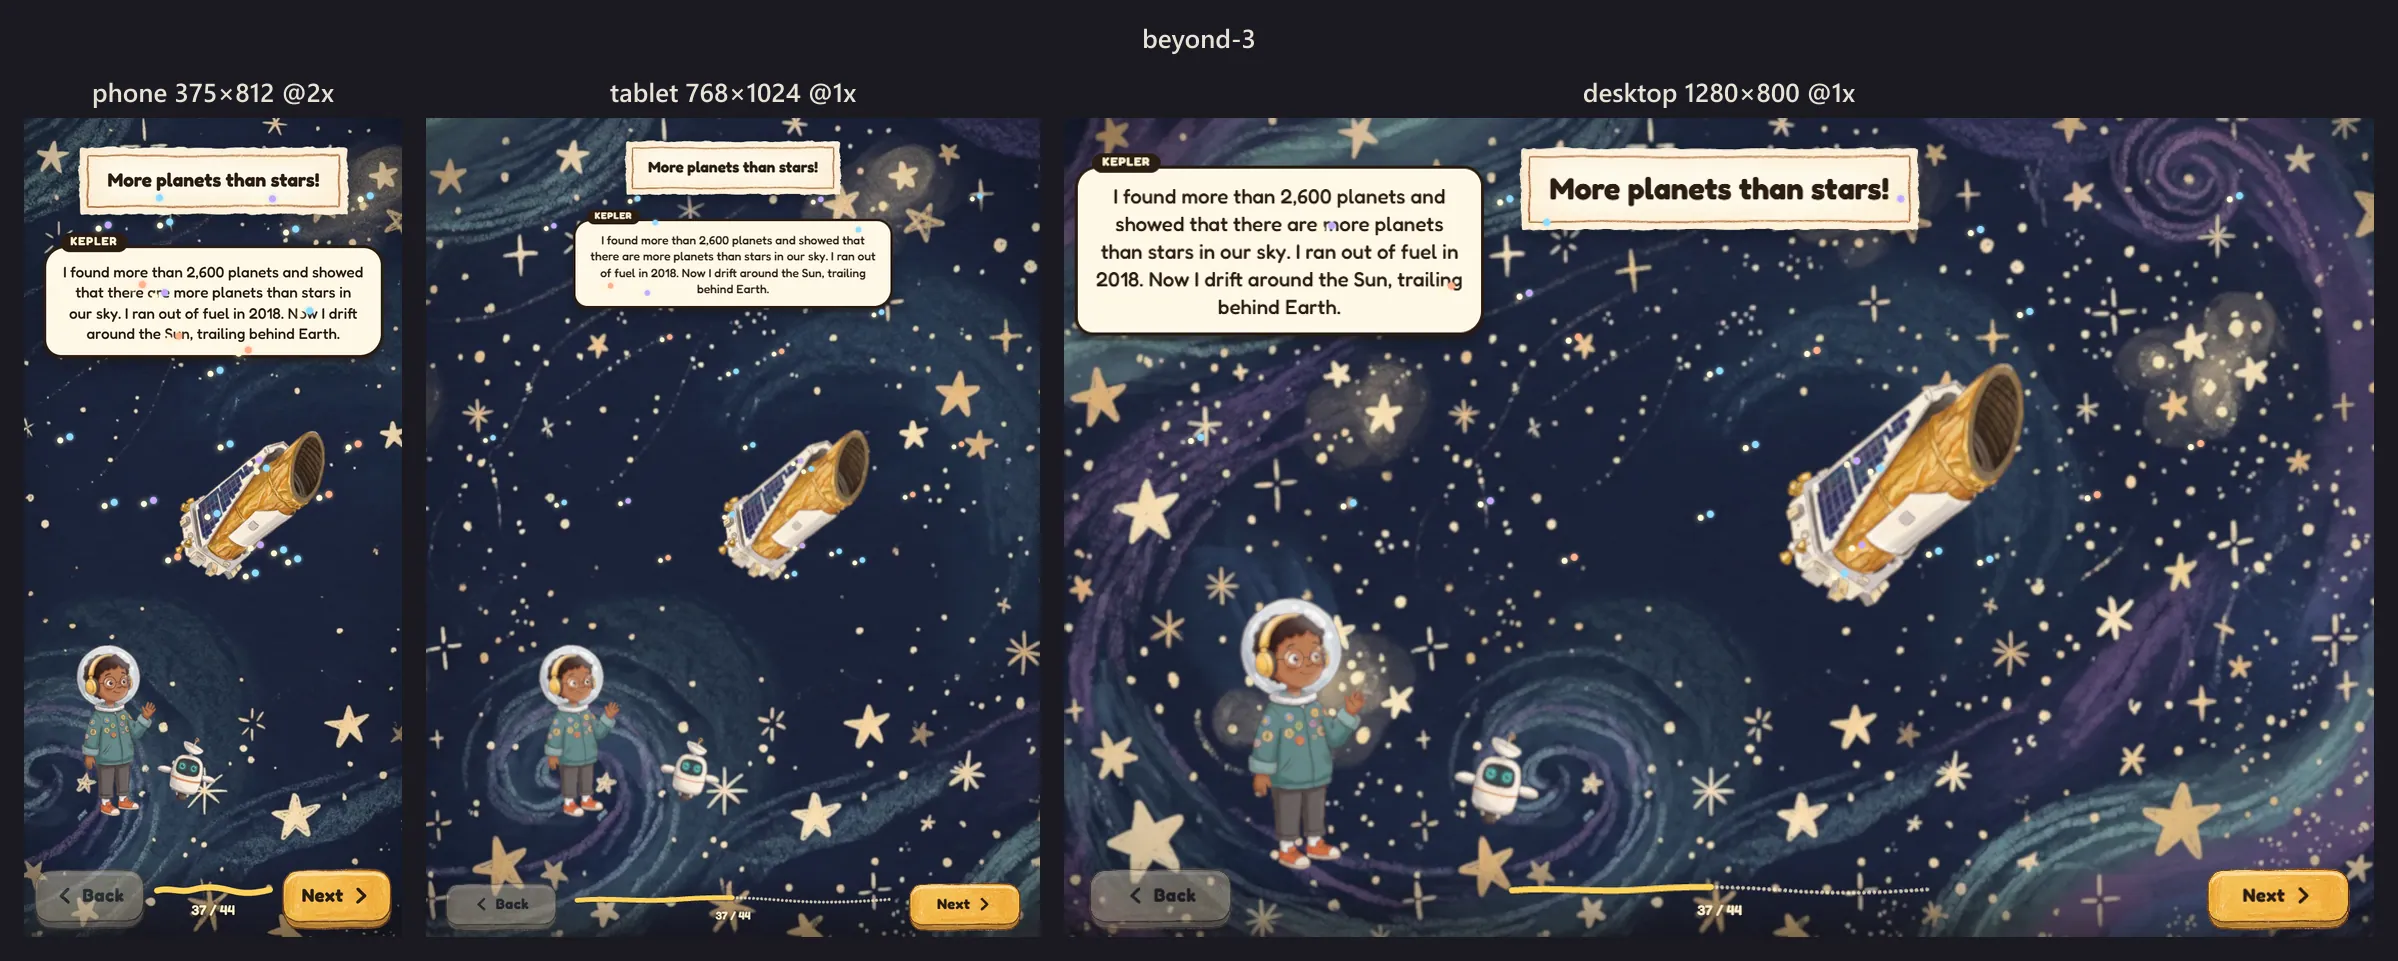 beyond-3
phone 375×812 @2x
More planets than stars!
KEPLER
I found more than 2,600 planets and showed
that there are more planets than stars in
our sky. I ran out of fuel in 2018. Now I drift
around the Sun, trailing behind Earth.
Back
37 / 44
Next
tablet 768×1024 @1x
More planets than stars!
KEPLER
I found more than 2,600 planets and showed that
there are more planets than stars in our sky. I ran out
of fuel in 2018. Now I drift around the Sun, trailing
behind Earth.
Back
37 / 44
Next
desktop 1280×800 @1x
KEPLER
I found more than 2,600 planets and
showed that there are more planets
than stars in our sky. I ran out of fuel in
2018. Now I drift around the Sun, trailing
behind Earth.
More planets than stars!
Back
37 / 44
Next